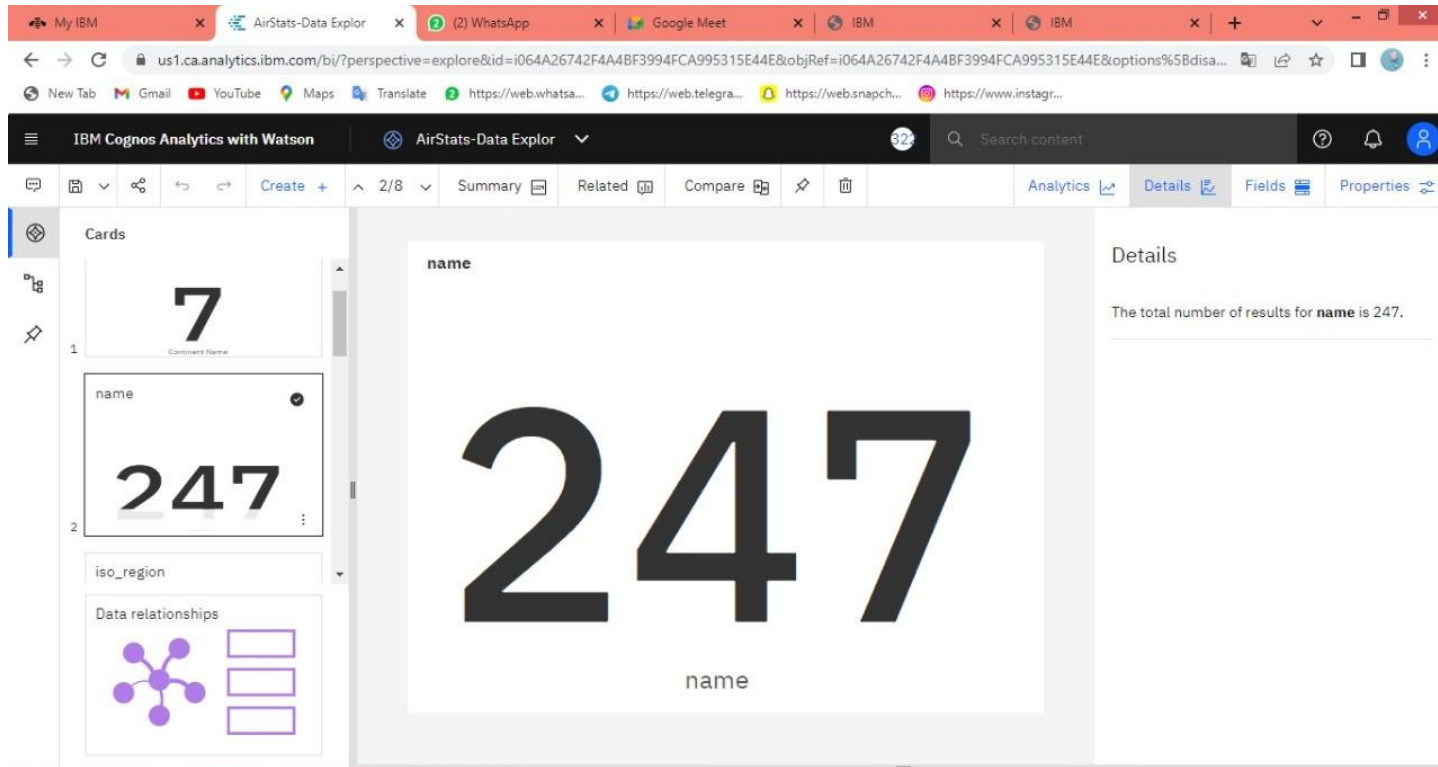 My IBM
AirStats-Data Explor
(2) WhatsApp
Google Meet
IBM
IBM
us1.ca.analytics.ibm.com/bi/?perspective=explore&id=i064A26742F4A4BF3994FCA995315E44E&objRef=i064A26742F4A4BF3994FCA995315E44E&options%5Bdisa...
New Tab
Gmail
YouTube
Maps
Translate
https://web.whatsa...
https://web.telegra...
https://web.snapch...
https://www.instagr...
IBM Cognos Analytics with Watson
AirStats-Data Explor
322
Search content
Create +
2/8
Summary
Related
Compare
Analytics
Details
Fields
Properties
Cards
7
Continent Name
1
name
247
2
iso_region
Data relationships
name
247
name
Details
The total number of results for name is 247.